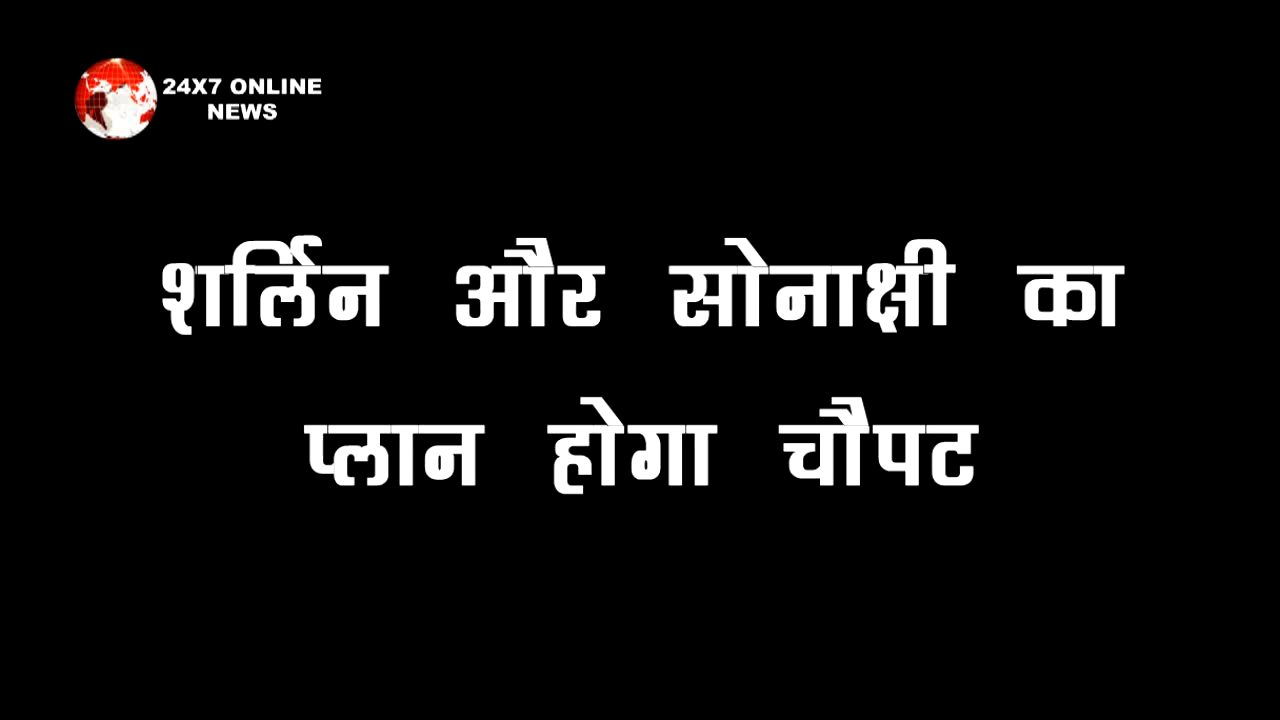 24X7 ONLINE
NEWS
शर्लिन और सोनाक्षी का
प्लान होगा चौपट